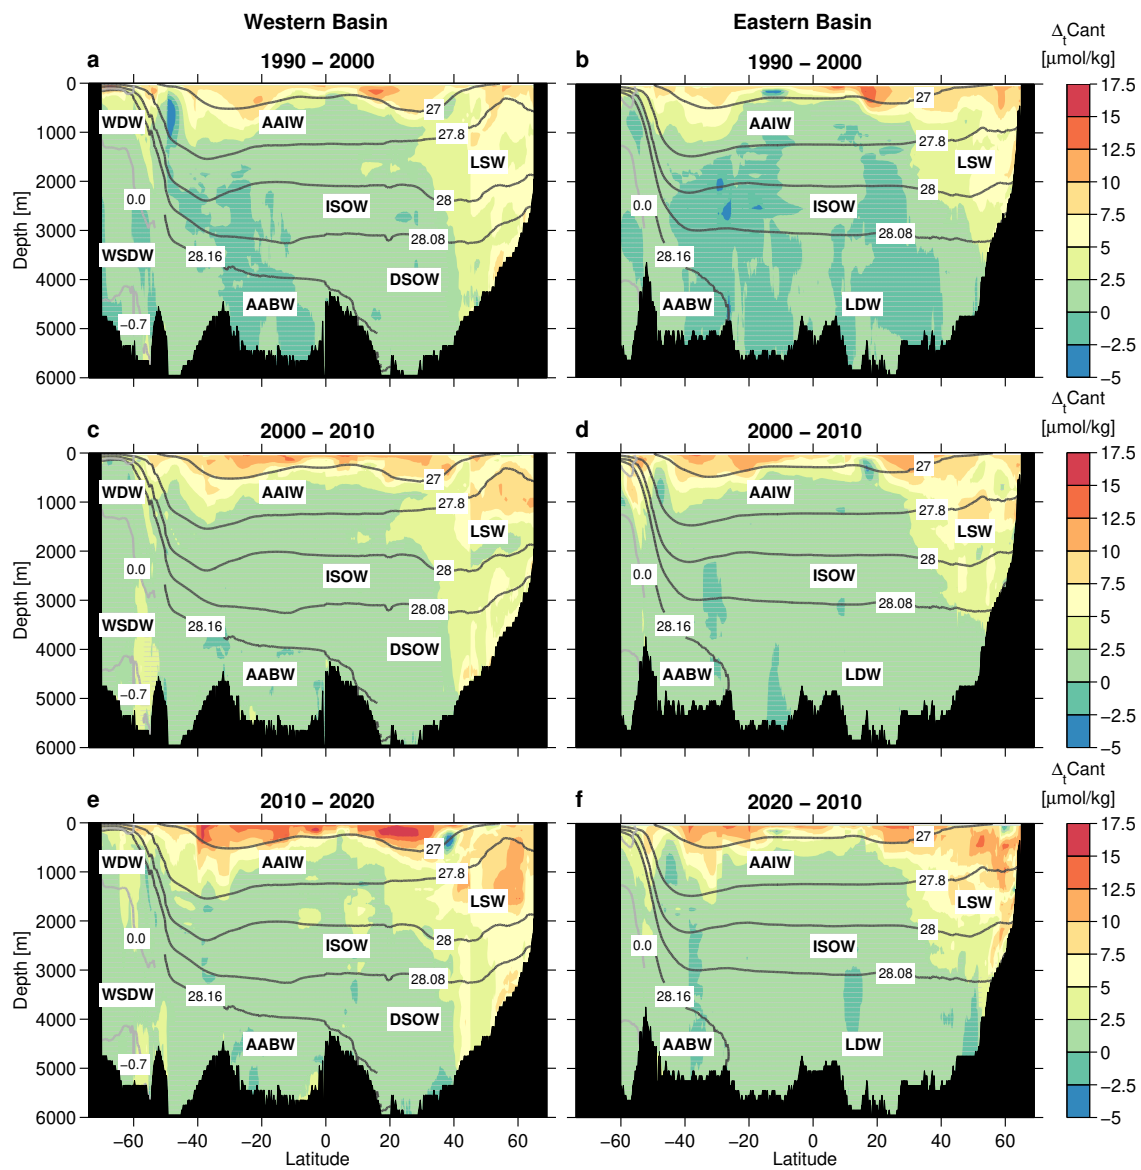 Western Basin
Eastern Basin
a
1990 − 2000
b
1990 − 2000
ΔtCant
[μmol/kg]
0
1000
2000
3000
4000
5000
6000
Depth [m]
WDW
AAIW
27
27.8
LSW
0.0
ISOW
28
WSDW
28.16
28.08
DSOW
AABW
−0.7
AAIW
27
27.8
LSW
0.0
28
ISOW
28.08
28.16
AABW
LDW
17.5
15
12.5
10
7.5
5
2.5
0
−2.5
−5
c
2000 − 2010
d
2000 − 2010
ΔtCant
[μmol/kg]
0
1000
2000
3000
4000
5000
6000
Depth [m]
WDW
AAIW
27
27.8
LSW
0.0
ISOW
28
WSDW
28.16
28.08
DSOW
AABW
−0.7
AAIW
27
27.8
LSW
0.0
28
ISOW
28.08
28.16
AABW
LDW
17.5
15
12.5
10
7.5
5
2.5
0
−2.5
−5
e
2010 − 2020
f
2020 − 2010
ΔtCant
[μmol/kg]
0
1000
2000
3000
4000
5000
6000
Depth [m]
WDW
AAIW
27
27.8
LSW
0.0
ISOW
28
WSDW
28.16
28.08
DSOW
AABW
−0.7
AAIW
27
27.8
LSW
0.0
28
ISOW
28.08
28.16
AABW
LDW
17.5
15
12.5
10
7.5
5
2.5
0
−2.5
−5
−60 −40 −20 0 20 40 60
Latitude
−60 −40 −20 0 20 40 60
Latitude